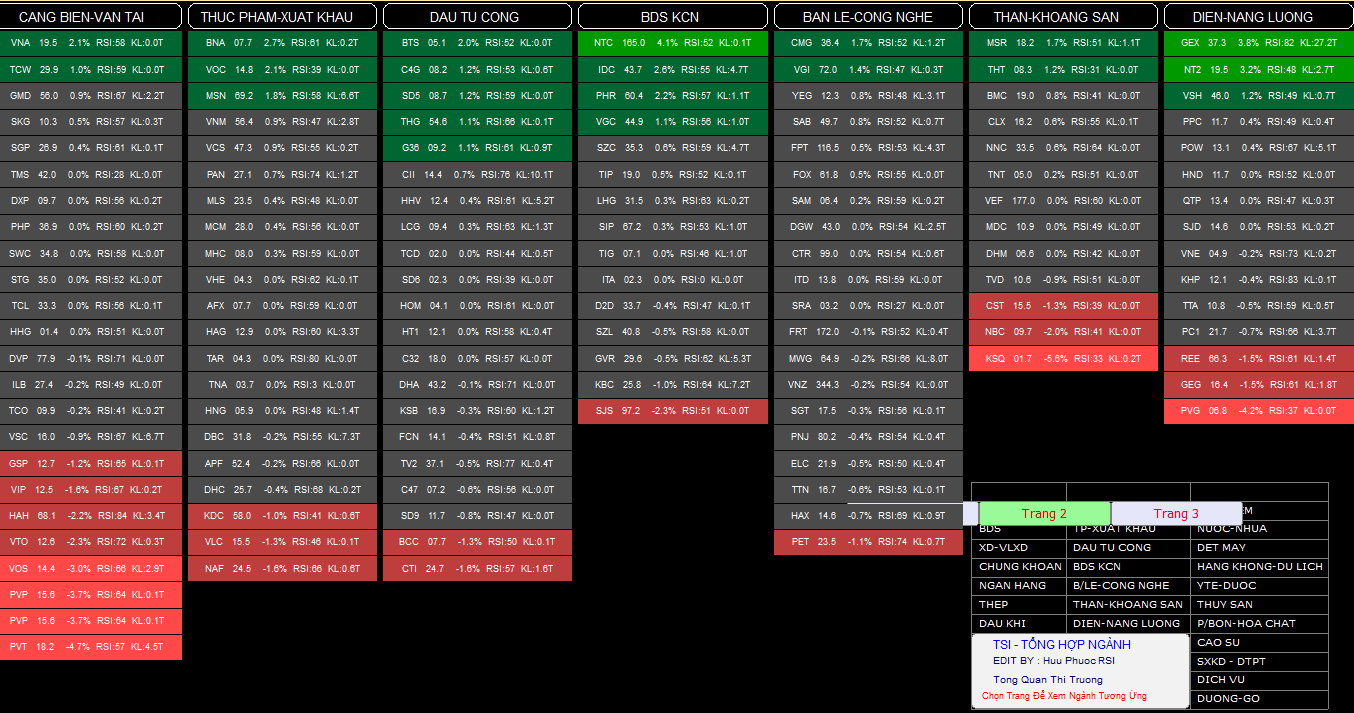 CANG BIEN-VAN TAI
VNA 19.5 2.1% RSI:58 KL:0.0T
TCW 29.9 1.0% RSI:59 KL:0.0T
GMD 56.0 0.9% RSI:67 KL:2.2T
SKG 10.3 0.5% RSI:57 KL:0.3T
SGP 26.9 0.4% RSI:61 KL:0.1T
TMS 42.0 0.0% RSI:28 KL:0.0T
DXP 09.7 0.0% RSI:56 KL:0.2T
PHP 36.9 0.0% RSI:60 KL:0.2T
SWC 34.8 0.0% RSI:58 KL:0.0T
STG 35.0 0.0% RSI:52 KL:0.0T
TCL 33.3 0.0% RSI:56 KL:0.1T
HHG 01.4 0.0% RSI:51 KL:0.0T
DVP 77.9 -0.1% RSI:71 KL:0.0T
ILB 27.4 -0.2% RSI:49 KL:0.0T
TCO 09.9 -0.2% RSI:41 KL:0.2T
VSC 16.0 -0.9% RSI:67 KL:6.7T
GSP 12.7 -1.2% RSI:65 KL:0.1T
VIP 12.5 -1.6% RSI:67 KL:0.2T
HAH 68.1 -2.2% RSI:84 KL:3.4T
VTO 12.6 -2.3% RSI:72 KL:0.3T
VOS 14.4 -3.0% RSI:66 KL:2.9T
PVP 15.6 -3.7% RSI:64 KL:0.1T
PVP 15.6 -3.7% RSI:64 KL:0.1T
PVT 18.2 -4.7% RSI:57 KL:4.5T
THUC PHAM-XUAT KHAU
BNA 07.7 2.7% RSI:61 KL:0.2T
VOC 14.8 2.1% RSI:39 KL:0.0T
MSN 69.2 1.8% RSI:58 KL:6.6T
VNM 56.4 0.9% RSI:47 KL:2.8T
VCS 47.3 0.9% RSI:55 KL:0.2T
PAN 27.1 0.7% RSI:74 KL:1.2T
MLS 23.5 0.4% RSI:48 KL:0.0T
MCM 28.0 0.4% RSI:56 KL:0.0T
MHC 08.0 0.3% RSI:59 KL:0.0T
VHE 04.3 0.0% RSI:62 KL:0.1T
AFX 07.7 0.0% RSI:59 KL:0.0T
HAG 12.9 0.0% RSI:60 KL:3.3T
TAR 04.3 0.0% RSI:80 KL:0.0T
TNA 03.7 0.0% RSI:3 KL:0.0T
HNG 05.9 0.0% RSI:48 KL:1.4T
DBC 31.8 -0.2% RSI:55 KL:7.3T
APF 52.4 -0.2% RSI:66 KL:0.0T
DHC 25.7 -0.4% RSI:68 KL:0.2T
KDC 58.0 -1.0% RSI:41 KL:0.6T
VLC 15.5 -1.3% RSI:46 KL:0.1T
NAF 24.5 -1.6% RSI:66 KL:0.6T
DAU TU CONG
BTS 05.1 2.0% RSI:52 KL:0.0T
C4G 08.2 1.2% RSI:53 KL:0.6T
SD5 08.7 1.2% RSI:59 KL:0.0T
THG 54.6 1.1% RSI:66 KL:0.1T
G36 09.2 1.1% RSI:61 KL:0.9T
CII 14.4 0.7% RSI:76 KL:10.1T
HHV 12.4 0.4% RSI:61 KL:5.2T
LCG 09.4 0.3% RSI:63 KL:1.3T
TCD 02.0 0.0% RSI:44 KL:0.5T
SD6 02.3 0.0% RSI:39 KL:0.0T
HOM 04.1 0.0% RSI:61 KL:0.0T
HT1 12.1 0.0% RSI:58 KL:0.4T
C32 18.0 0.0% RSI:57 KL:0.0T
DHA 43.2 -0.1% RSI:71 KL:0.0T
KSB 16.9 -0.3% RSI:60 KL:1.2T
FCN 14.1 -0.4% RSI:51 KL:0.8T
TV2 37.1 -0.5% RSI:77 KL:0.4T
C47 07.2 -0.6% RSI:56 KL:0.0T
SD9 11.7 -0.8% RSI:47 KL:0.0T
BCC 07.7 -1.3% RSI:50 KL:0.1T
CTI 24.7 -1.6% RSI:57 KL:1.6T
BDS KCN
NTC 165.0 4.1% RSI:52 KL:0.1T
IDC 43.7 2.6% RSI:55 KL:4.7T
PHR 60.4 2.2% RSI:57 KL:1.1T
VGC 44.9 1.1% RSI:56 KL:1.0T
SZC 35.3 0.6% RSI:59 KL:4.7T
TIP 19.0 0.5% RSI:52 KL:0.1T
LHG 31.5 0.3% RSI:63 KL:0.2T
SIP 67.2 0.3% RSI:53 KL:1.0T
TIG 07.1 0.0% RSI:46 KL:1.0T
ITA 02.3 0.0% RSI:0 KL:0.0T
D2D 33.7 -0.4% RSI:47 KL:0.1T
SZL 40.8 -0.5% RSI:58 KL:0.0T
GVR 29.6 -0.5% RSI:62 KL:5.3T
KBC 25.8 -1.0% RSI:64 KL:7.2T
SJS 97.2 -2.3% RSI:51 KL:0.0T
BAN LE-CONG NGHE
CMG 36.4 1.7% RSI:52 KL:1.2T
VGI 72.0 1.4% RSI:47 KL:0.3T
YEG 12.3 0.8% RSI:48 KL:3.1T
SAB 49.7 0.8% RSI:52 KL:0.7T
FPT 116.5 0.5% RSI:53 KL:4.3T
FOX 61.8 0.5% RSI:55 KL:0.0T
SAM 06.4 0.2% RSI:59 KL:0.2T
DGW 43.0 0.0% RSI:54 KL:2.5T
CTR 99.0 0.0% RSI:54 KL:0.6T
ITD 13.8 0.0% RSI:59 KL:0.0T
SRA 03.2 0.0% RSI:27 KL:0.0T
FRT 172.0 -0.1% RSI:52 KL:0.4T
MWG 64.9 -0.2% RSI:66 KL:8.0T
VNZ 344.3 -0.2% RSI:54 KL:0.0T
SGT 17.5 -0.3% RSI:56 KL:0.1T
PNJ 80.2 -0.4% RSI:54 KL:0.4T
ELC 21.9 -0.5% RSI:50 KL:0.4T
TTN 16.7 -0.6% RSI:53 KL:0.1T
HAX 14.6 -0.7% RSI:69 KL:0.9T
PET 23.5 -1.1% RSI:74 KL:0.7T
THAN-KHOANG SAN
MSR 18.2 1.7% RSI:51 KL:1.1T
THT 08.3 1.2% RSI:31 KL:0.0T
BMC 19.0 0.8% RSI:41 KL:0.0T
CLX 16.2 0.6% RSI:55 KL:0.1T
NNC 33.5 0.6% RSI:64 KL:0.0T
TNT 05.0 0.2% RSI:51 KL:0.0T
VEF 177.0 0.0% RSI:60 KL:0.0T
MDC 10.9 0.0% RSI:49 KL:0.0T
DHM 06.6 0.0% RSI:42 KL:0.0T
TVD 10.6 -0.9% RSI:51 KL:0.0T
CST 15.5 -1.3% RSI:39 KL:0.0T
NBC 09.7 -2.0% RSI:41 KL:0.0T
KSQ 01.7 -5.6% RSI:33 KL:0.2T
DIEN-NANG LUONG
GEX 37.3 3.8% RSI:82 KL:27.2T
NT2 19.5 3.2% RSI:48 KL:2.7T
VSH 46.0 1.2% RSI:49 KL:0.7T
PPC 11.7 0.4% RSI:49 KL:0.4T
POW 13.1 0.4% RSI:67 KL:5.1T
HND 11.7 0.0% RSI:52 KL:0.0T
QTP 13.4 0.0% RSI:47 KL:0.3T
SJD 14.6 0.0% RSI:53 KL:0.2T
VNE 04.9 -0.2% RSI:73 KL:0.2T
KHP 12.1 -0.4% RSI:83 KL:0.1T
TTA 10.8 -0.5% RSI:59 KL:0.5T
PC1 21.7 -0.7% RSI:66 KL:3.7T
REE 66.3 -1.5% RSI:61 KL:1.4T
GEG 16.4 -1.5% RSI:61 KL:1.8T
PVG 06.8 -4.2% RSI:37 KL:0.0T
Trang 2 Trang 3 EM
BDS TP-XUAT KHAU NUOC-NHUA
XD-VLXD DAU TU CONG DET MAY
CHUNG KHOAN BDS KCN HANG KHONG-DU LICH
NGAN HANG B/LE-CONG NGHE YTE-DUOC
THEP THAN-KHOANG SAN THUY SAN
DAU KHI DIEN-NANG LUONG P/BON-HOA CHAT
CAO SU
SXKD - DTPT
DICH VU
DUONG-GO
TSI - TỔNG HỢP NGÀNH
EDIT BY : Huu Phuoc RSI
Tong Quan Thi Truong
Chọn Trang Để Xem Ngành Tương Ứng